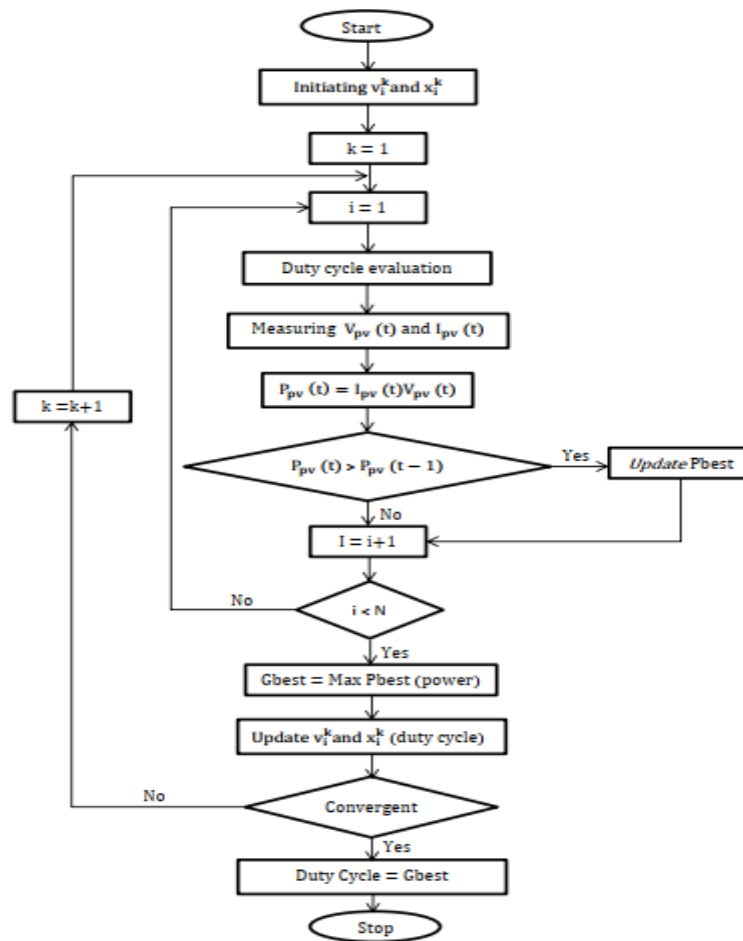 Start
Initiating v_i^k and x_i^k
k = 1
i = 1
Duty cycle evaluation
Measuring V_pv (t) and I_pv (t)
P_pv (t) = I_pv (t)V_pv (t)
k =k+1
P_pv (t) > P_pv (t − 1)
Yes
Update Pbest
No
I = i+1
No
i < N
Yes
Gbest = Max Pbest (power)
Update v_i^k and x_i^k (duty cycle)
No
Convergent
Yes
Duty Cycle = Gbest
Stop